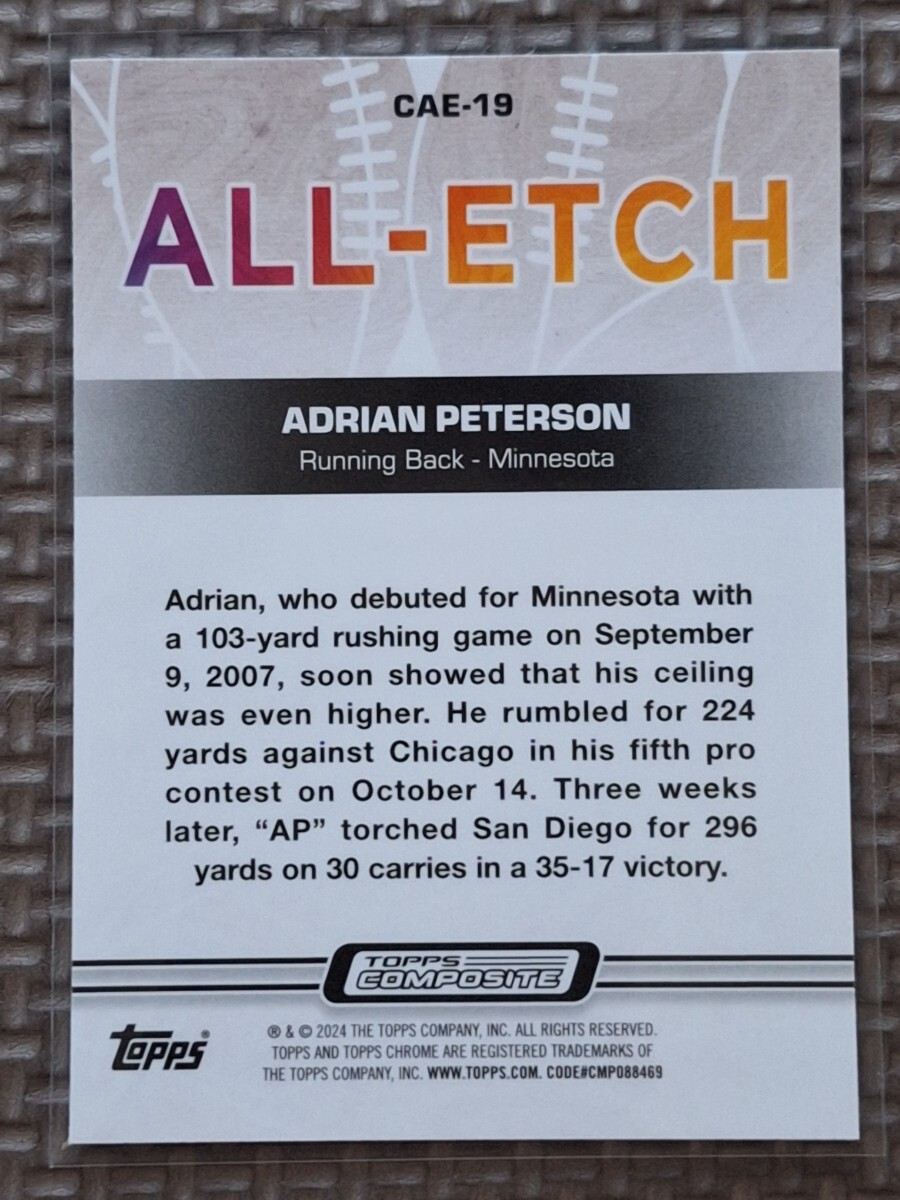 CAE-19
ALL-ETCH
ADRIAN PETERSON
Running Back - Minnesota
Adrian, who debuted for Minnesota with
a 103-yard rushing game on September
9, 2007, soon showed that his ceiling
was even higher. He rumbled for 224
yards against Chicago in his fifth pro
contest on October 14. Three weeks
later, “AP” torched San Diego for 296
yards on 30 carries in a 35-17 victory.
TOPPS
COMPOSITE
Topps®
® & © 2024 THE TOPPS COMPANY, INC. ALL RIGHTS RESERVED.
TOPPS AND TOPPS CHROME ARE REGISTERED TRADEMARKS OF
THE TOPPS COMPANY, INC. WWW.TOPPS.COM. CODE#CMP088469